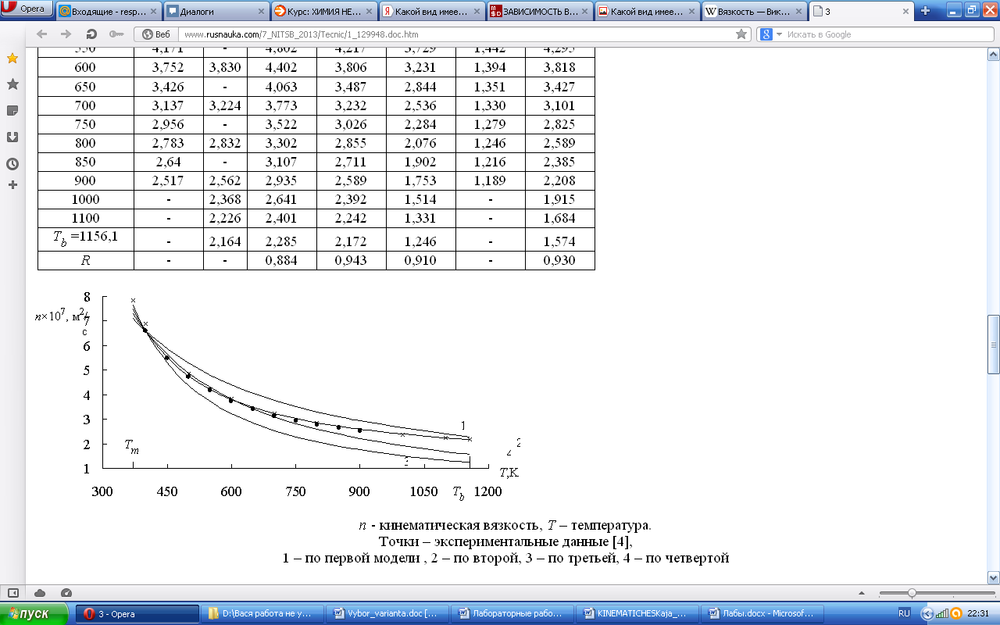 Opera
Входящие - resp...
Диалоги
Курс: ХИМИЯ НЕ...
Какой вид имее...
ЗАВИСИМОСТЬ В...
Какой вид имее...
Вязкость — Вик...
3
Веб
www.rusnauka.com/7_NITSB_2013/Tecnic/1_129948.doc.htm
Искать в Google
550 4,171 - 4,802 4,217 3,729 1,442 4,295
600 3,752 3,830 4,402 3,806 3,231 1,394 3,818
650 3,426 - 4,063 3,487 2,844 1,351 3,427
700 3,137 3,224 3,773 3,232 2,536 1,330 3,101
750 2,956 - 3,522 3,026 2,284 1,279 2,825
800 2,783 2,832 3,302 2,855 2,076 1,246 2,589
850 2,64 - 3,107 2,711 1,902 1,216 2,385
900 2,517 2,562 2,935 2,589 1,753 1,189 2,208
1000 - 2,368 2,641 2,392 1,514 - 1,915
1100 - 2,226 2,401 2,242 1,331 - 1,684
Tb =1156,1 - 2,164 2,285 2,172 1,246 - 1,574
R - - 0,884 0,943 0,910 - 0,930
8
n×10⁷, м²/
7
с
6
5
4
3
2
1
1
2
Tm
T,K
300 450 600 750 900 1050 Tb 1200
n - кинематическая вязкость, T – температура.
Точки – экспериментальные данные [4],
1 – по первой модели , 2 – по второй, 3 – по третьей, 4 – по четвертой
пуск
3 - Opera
D:\Вася работа не у...
Vybor_varianta.doc [...
Лабораторные рабо...
KINEMATICHESKaja_...
Лабы.docx - Microsof...
RU
22:31